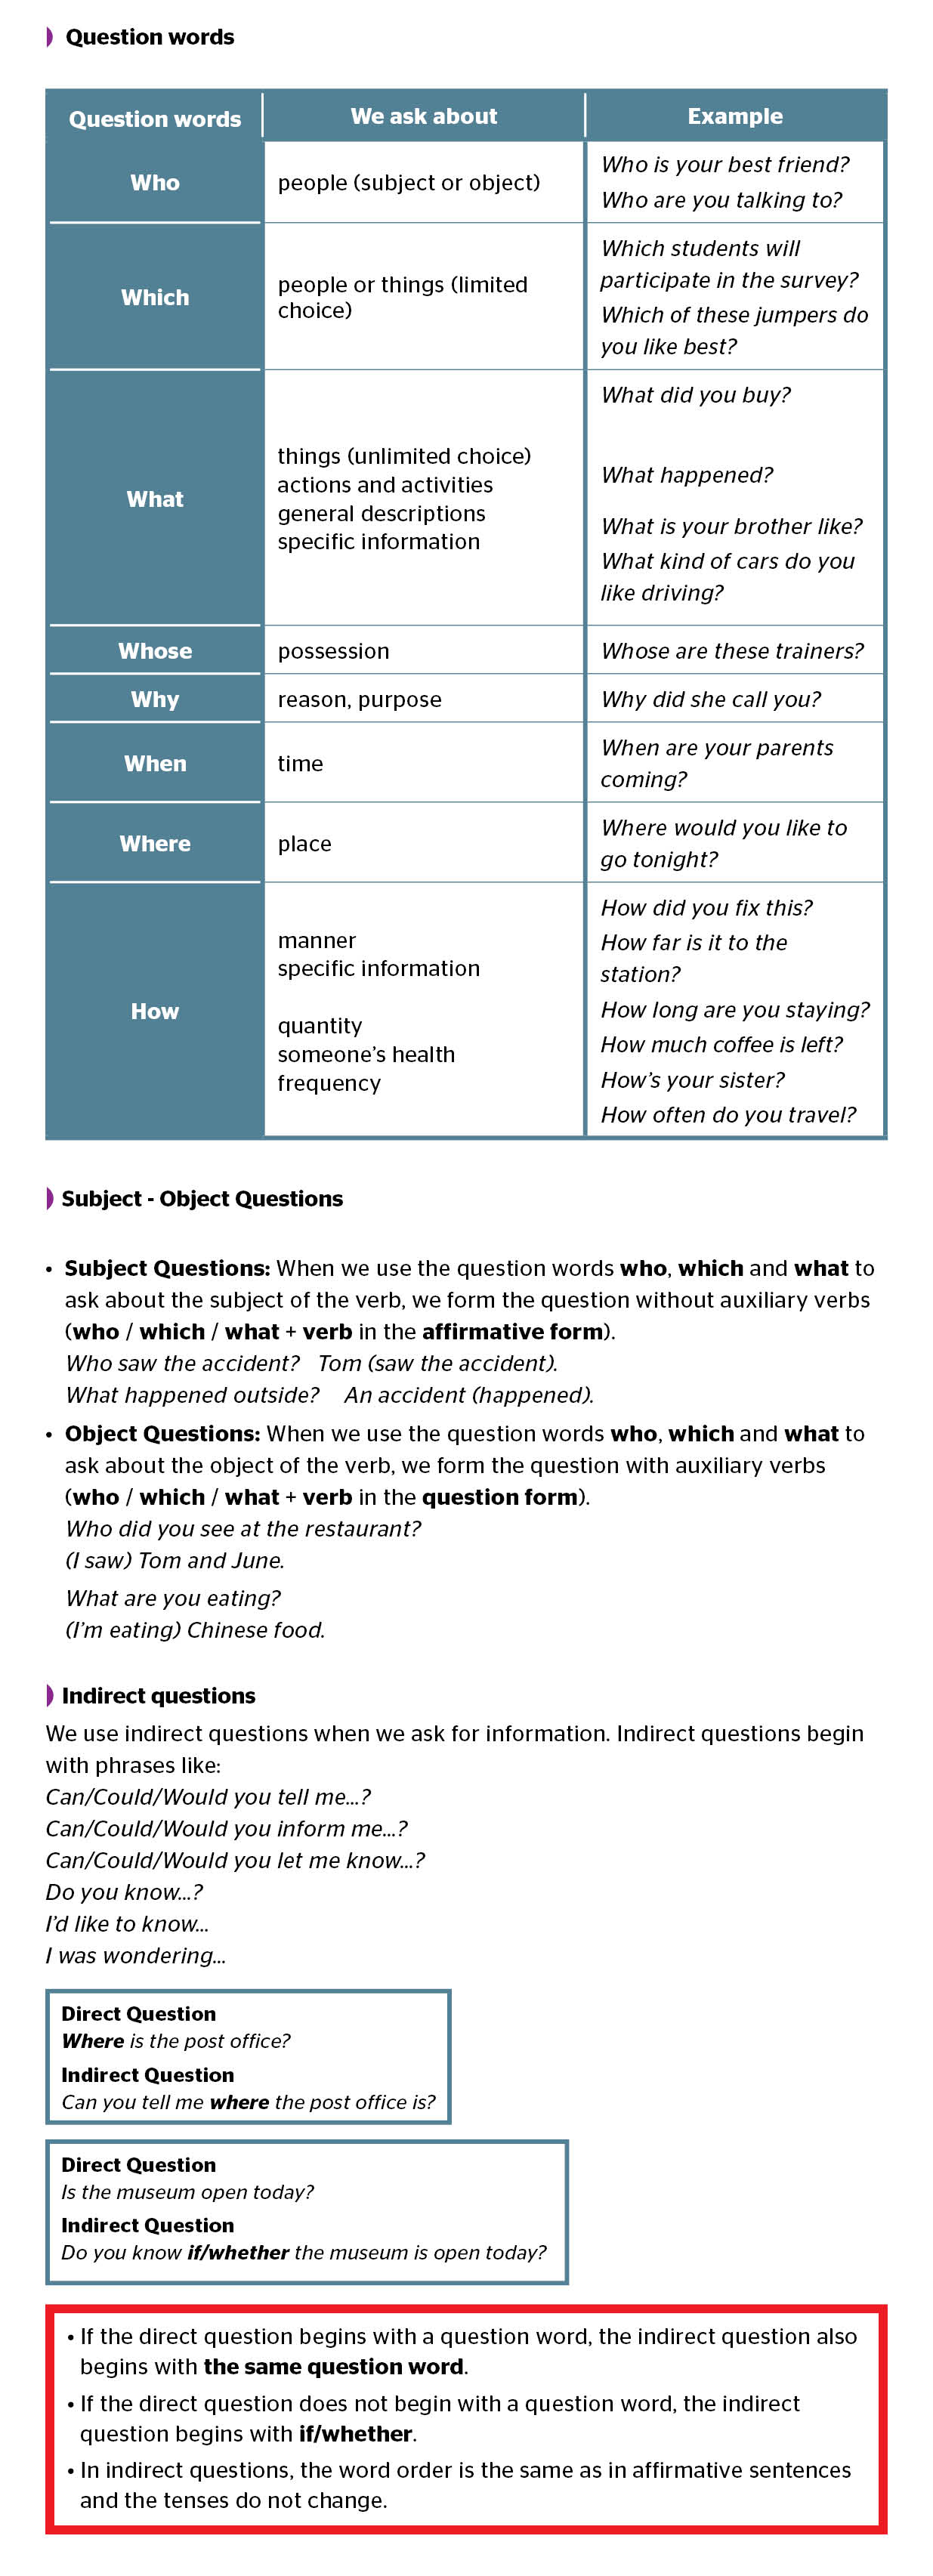 Question words
Question words We ask about Example
Who
people (subject or object)
Who is your best friend?
Who are you talking to?
Which
people or things (limited
choice)
Which students will
participate in the survey?
Which of these jumpers do
you like best?
What
things (unlimited choice)
actions and activities
general descriptions
specific information
What did you buy?
What happened?
What is your brother like?
What kind of cars do you
like driving?
Whose
possession
Whose are these trainers?
Why
reason, purpose
Why did she call you?
When
time
When are your parents
coming?
Where
place
Where would you like to
go tonight?
How
manner
specific information
quantity
someone's health
frequency
How did you fix this?
How far is it to the
station?
How long are you staying?
How much coffee is left?
How's your sister?
How often do you travel?
Subject - Object Questions
• Subject Questions: When we use the question words who, which and what to
ask about the subject of the verb, we form the question without auxiliary verbs
(who / which / what + verb in the affirmative form).
Who saw the accident? Tom (saw the accident).
What happened outside? An accident (happened).
• Object Questions: When we use the question words who, which and what to
ask about the object of the verb, we form the question with auxiliary verbs
(who / which / what + verb in the question form).
Who did you see at the restaurant?
(I saw) Tom and June.
What are you eating?
(I'm eating) Chinese food.
Indirect questions
We use indirect questions when we ask for information. Indirect questions begin
with phrases like:
Can/Could/Would you tell me...?
Can/Could/Would you inform me...?
Can/Could/Would you let me know...?
Do you know...?
I'd like to know...
I was wondering...
Direct Question
Where is the post office?
Indirect Question
Can you tell me where the post office is?
Direct Question
Is the museum open today?
Indirect Question
Do you know if/whether the museum is open today?
• If the direct question begins with a question word, the indirect question also
begins with the same question word.
• If the direct question does not begin with a question word, the indirect
question begins with if/whether.
• In indirect questions, the word order is the same as in affirmative sentences
and the tenses do not change.